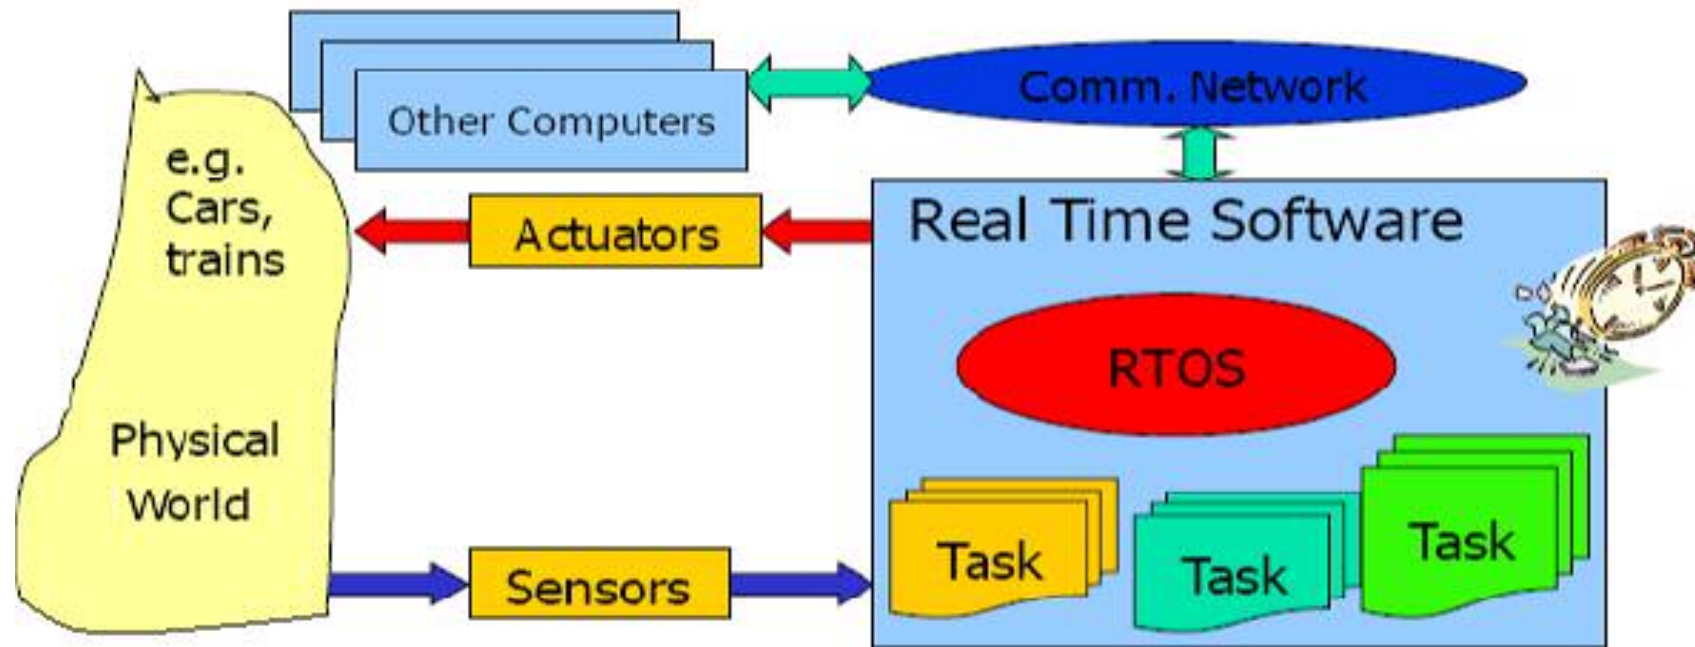 Other Computers
Comm. Network
e.g.
Cars,
trains
Actuators
Real Time Software
RTOS
Physical
World
Sensors
Task
Task
Task